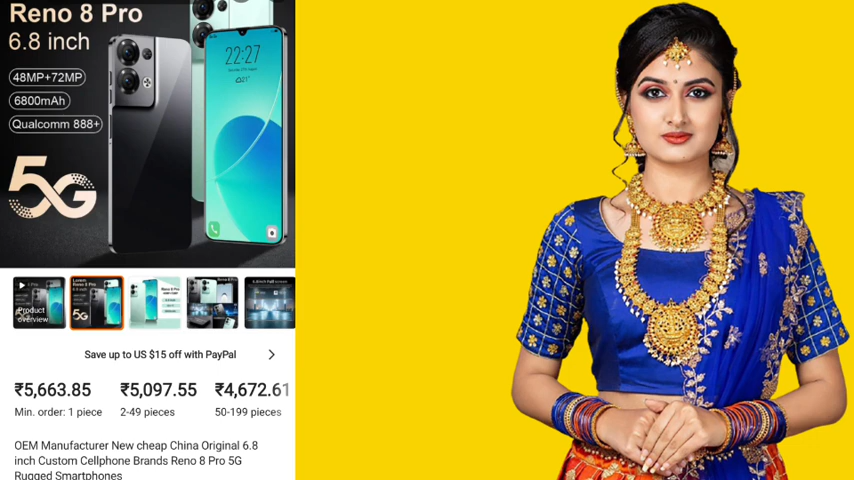 Reno 8 Pro
6.8 inch
48MP+72MP
6800mAh
Qualcomm 888+
5G
22:27
21°
Product
overview
5G
Save up to US $15 off with PayPal
₹5,663.85 ₹5,097.55 ₹4,672.61
Min. order: 1 piece 2-49 pieces 50-199 pieces
OEM Manufacturer New cheap China Original 6.8
inch Custom Cellphone Brands Reno 8 Pro 5G
Rugged Smartphones